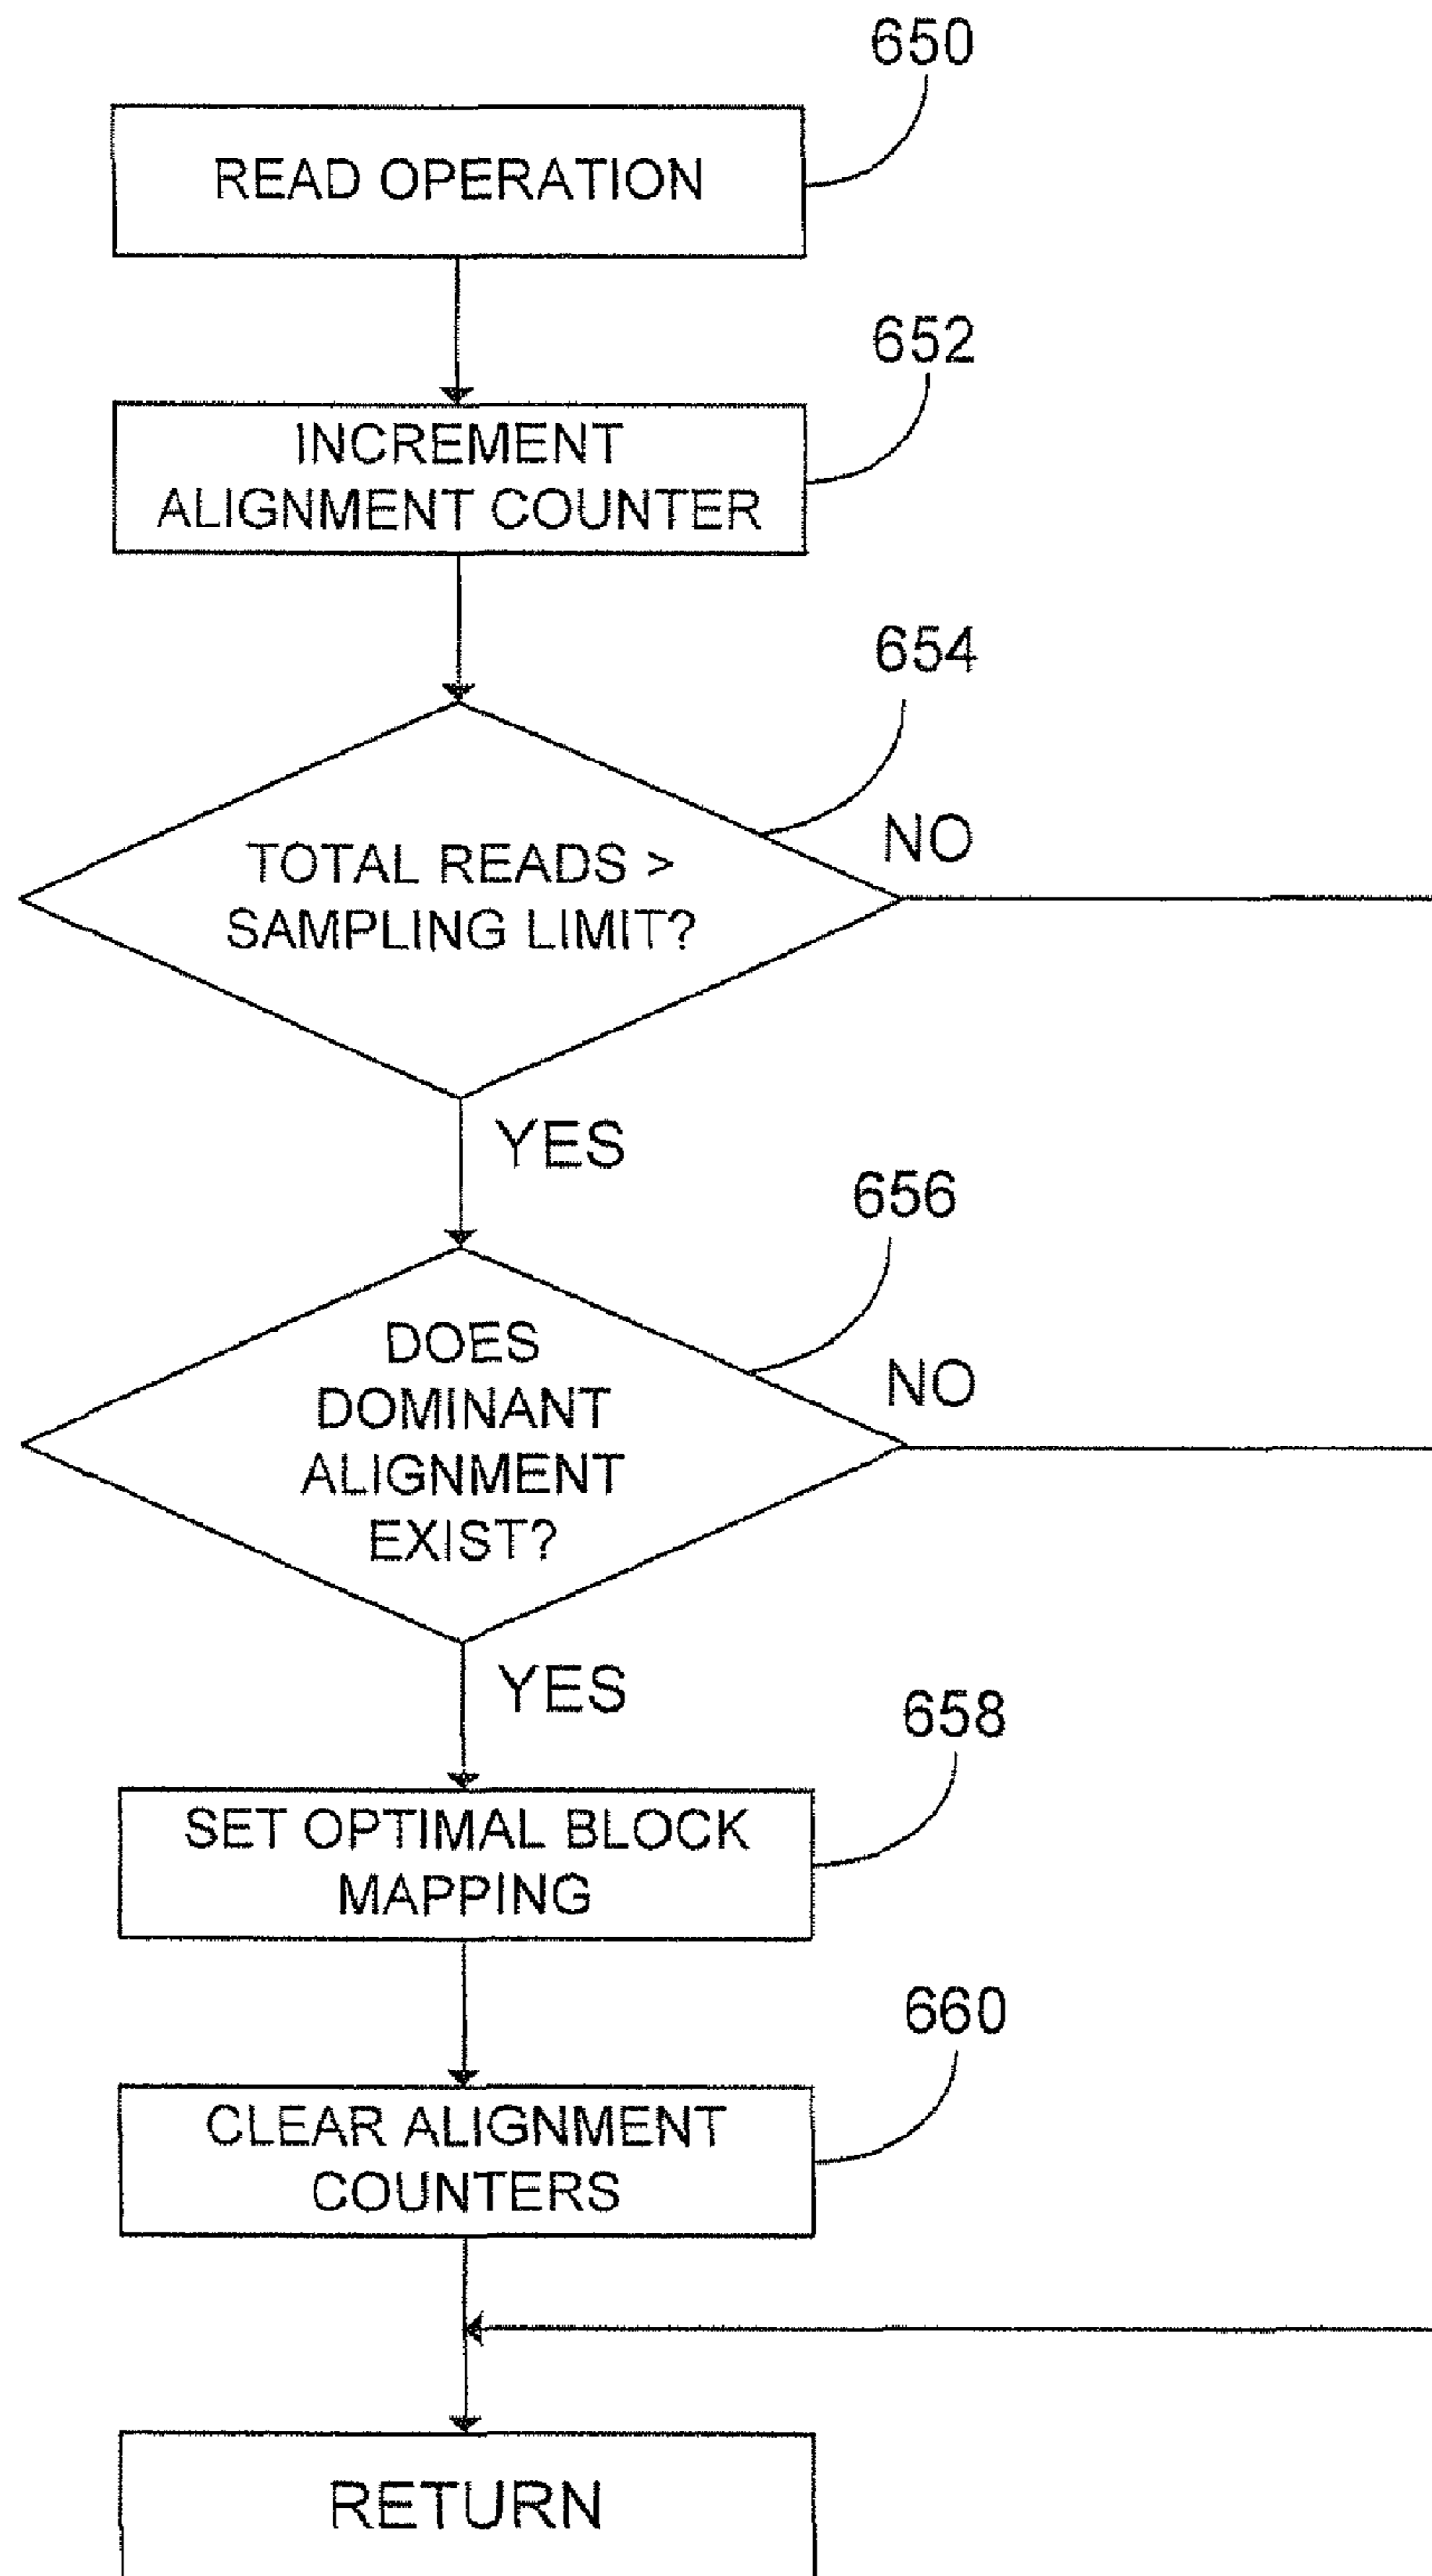 650
READ OPERATION
652
INCREMENT
ALIGNMENT COUNTER
654
NO
TOTAL READS >
SAMPLING LIMIT?
YES
656
DOES
DOMINANT
NO
ALIGNMENT
EXIST?
YES
658
SET OPTIMAL BLOCK
MAPPING
660
CLEAR ALIGNMENT
COUNTERS
RETURN